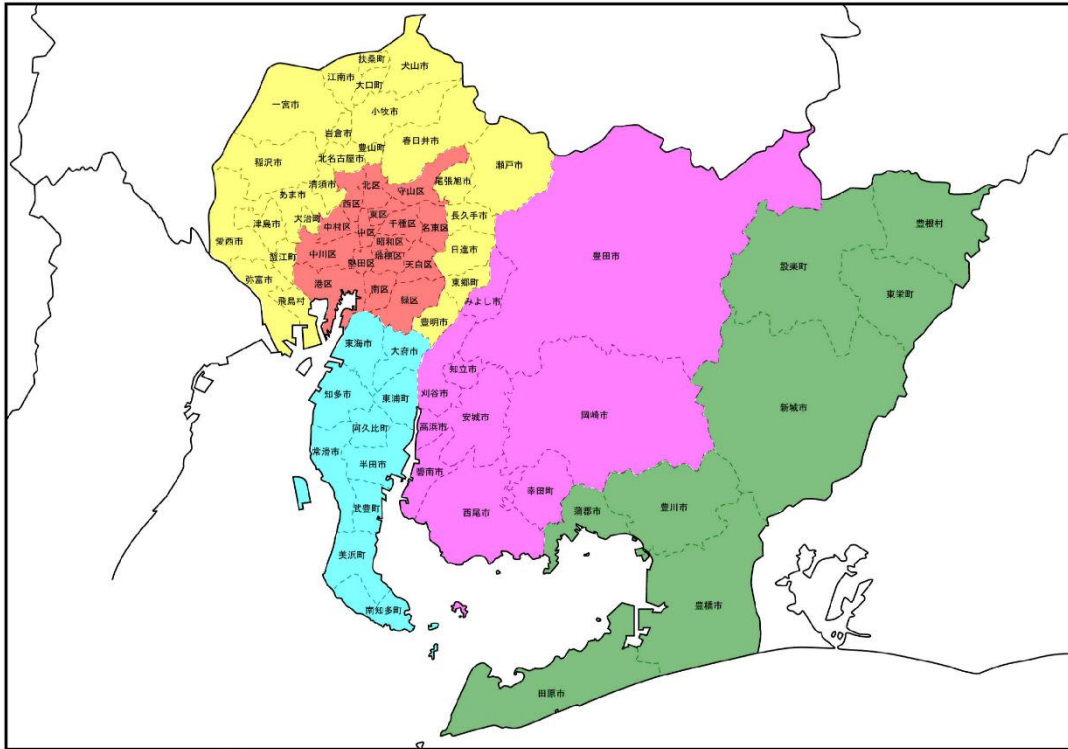 扶桑町
犬山市
江南市
大口町
一宮市
小牧市
岩倉市
春日井市
豊山町
稲沢市
北名古屋市
瀬戸市
清須市
北区
尾張旭市
守山区
あま市
西区
東区
長久手市
大治町
津島市
中村区
中区
千種区
名東区
愛西市
昭和区
日進市
蟹江町
中川区
瑞穂区
熱田区
天白区
弥富市
港区
東郷町
南区
飛島村
緑区
みよし市
豊明市
豊田市
豊根村
設楽町
東栄町
東海市
大府市
知立市
知多市
東浦町
刈谷市
新城市
安城市
岡崎市
阿久比町
高浜市
常滑市
半田市
碧南市
幸田町
武豊町
西尾市
蒲郡市
豊川市
美浜町
豊橋市
南知多町
田原市